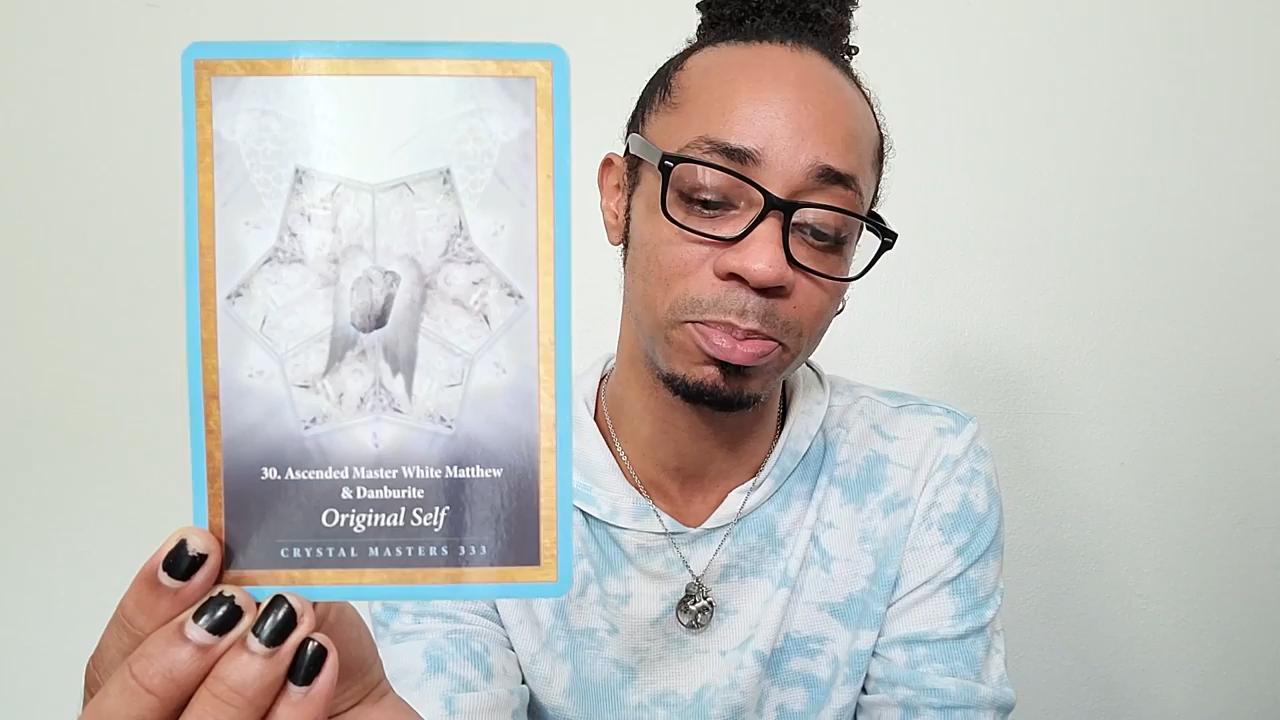 30. Ascended Master White Matthew
& Danburite
Original Self
CRYSTAL MASTERS 333